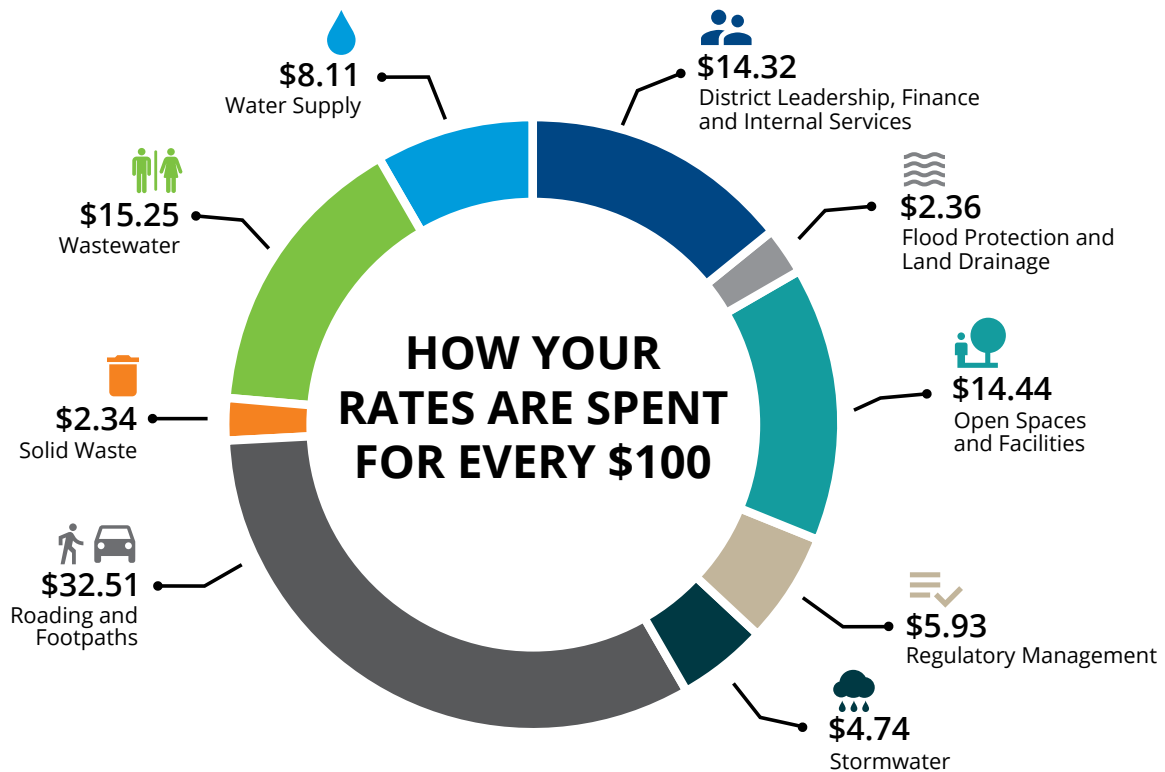 HOW YOUR
RATES ARE SPENT
FOR EVERY $100
$14.32
District Leadership, Finance
and Internal Services
$2.36
Flood Protection and
Land Drainage
$14.44
Open Spaces
and Facilities
$5.93
Regulatory Management
$4.74
Stormwater
$32.51
Roading and
Footpaths
$2.34
Solid Waste
$15.25
Wastewater
$8.11
Water Supply